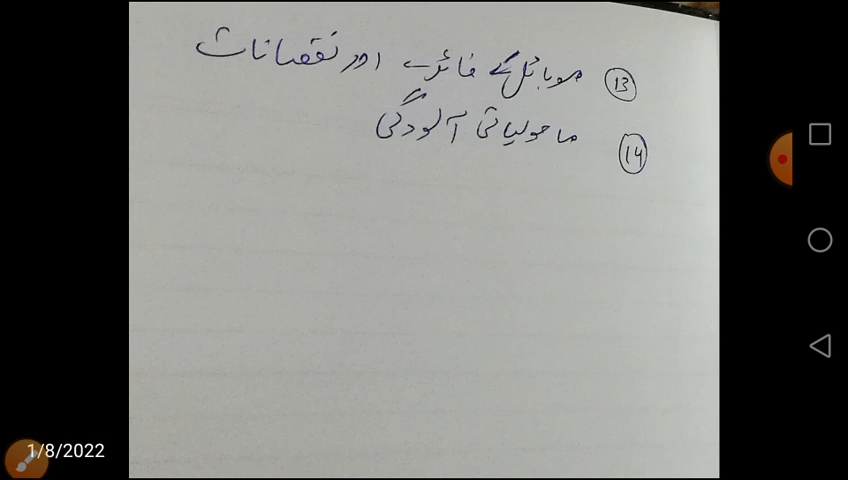 13 موبائل کے فائدے اور نقصانات
14 ماحولیاتی آلودگی
1/8/2022